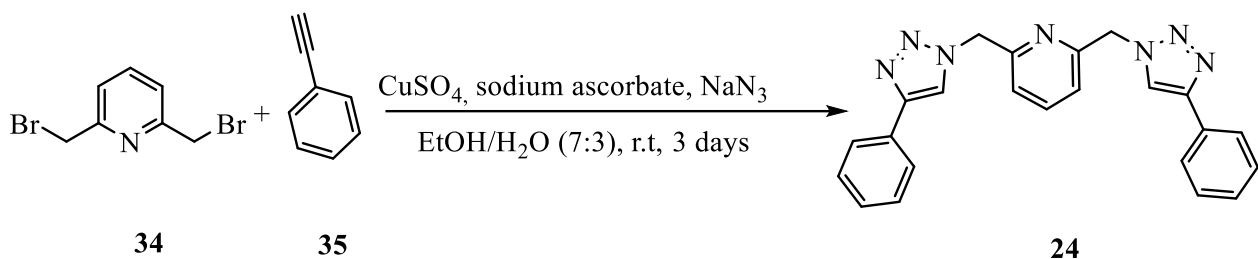 Br
N
Br
+
CuSO4, sodium ascorbate, NaN3
EtOH/H2O (7:3), r.t, 3 days
N
N
N
N
N
N
N
34
35
24